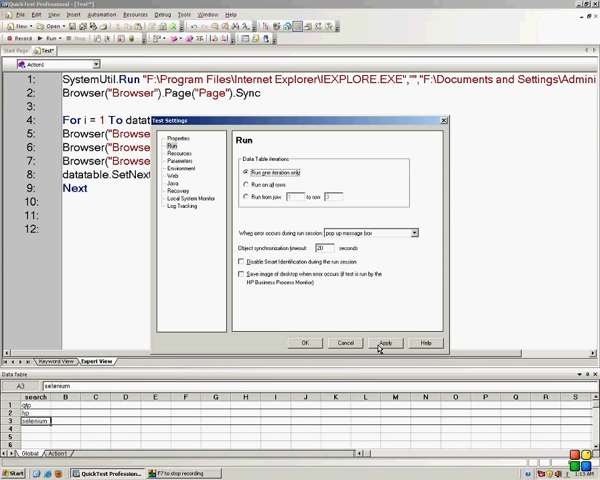 QuickTest Professional - [Test*]
File Edit View Insert Automation Resources Debug Tools Window Help
New Open
Record Run Stop
Start Page Test*
Action1
1: SystemUtil.Run "F:\Program Files\Internet Explorer\IEXPLORE.EXE","","F:\Documents and Settings\Admini
2: Browser("Browser").Page("Page").Sync
3:
4: For i = 1 To datat
5: Browser("Browse
6: Browser("Browse
7: Browser("Browse
8: datatable.SetNext
9: Next
10:
11:
12:
Test Settings
Properties
Run
Resources
Parameters
Environment
Web
Java
Recovery
Local System Monitor
Log Tracking
Run
Data Table iterations
Run one iteration only
Run on all rows
Run from row 1 to row 3
When error occurs during run session: pop up message box
Object synchronization timeout: 20 seconds
Disable Smart Identification during the run session
Save image of desktop when error occurs (if test is run by the
HP Business Process Monitor)
OK Cancel Apply Help
Keyword View Expert View
Data Table
A3 selenium
search B C D E F G H I J K L M N O P Q R S
1 qtp
2 hp
3 selenium
4
5
6
Global Action1
Ready
Start QuickTest Profession... F7 to stop recording 1:13 AM